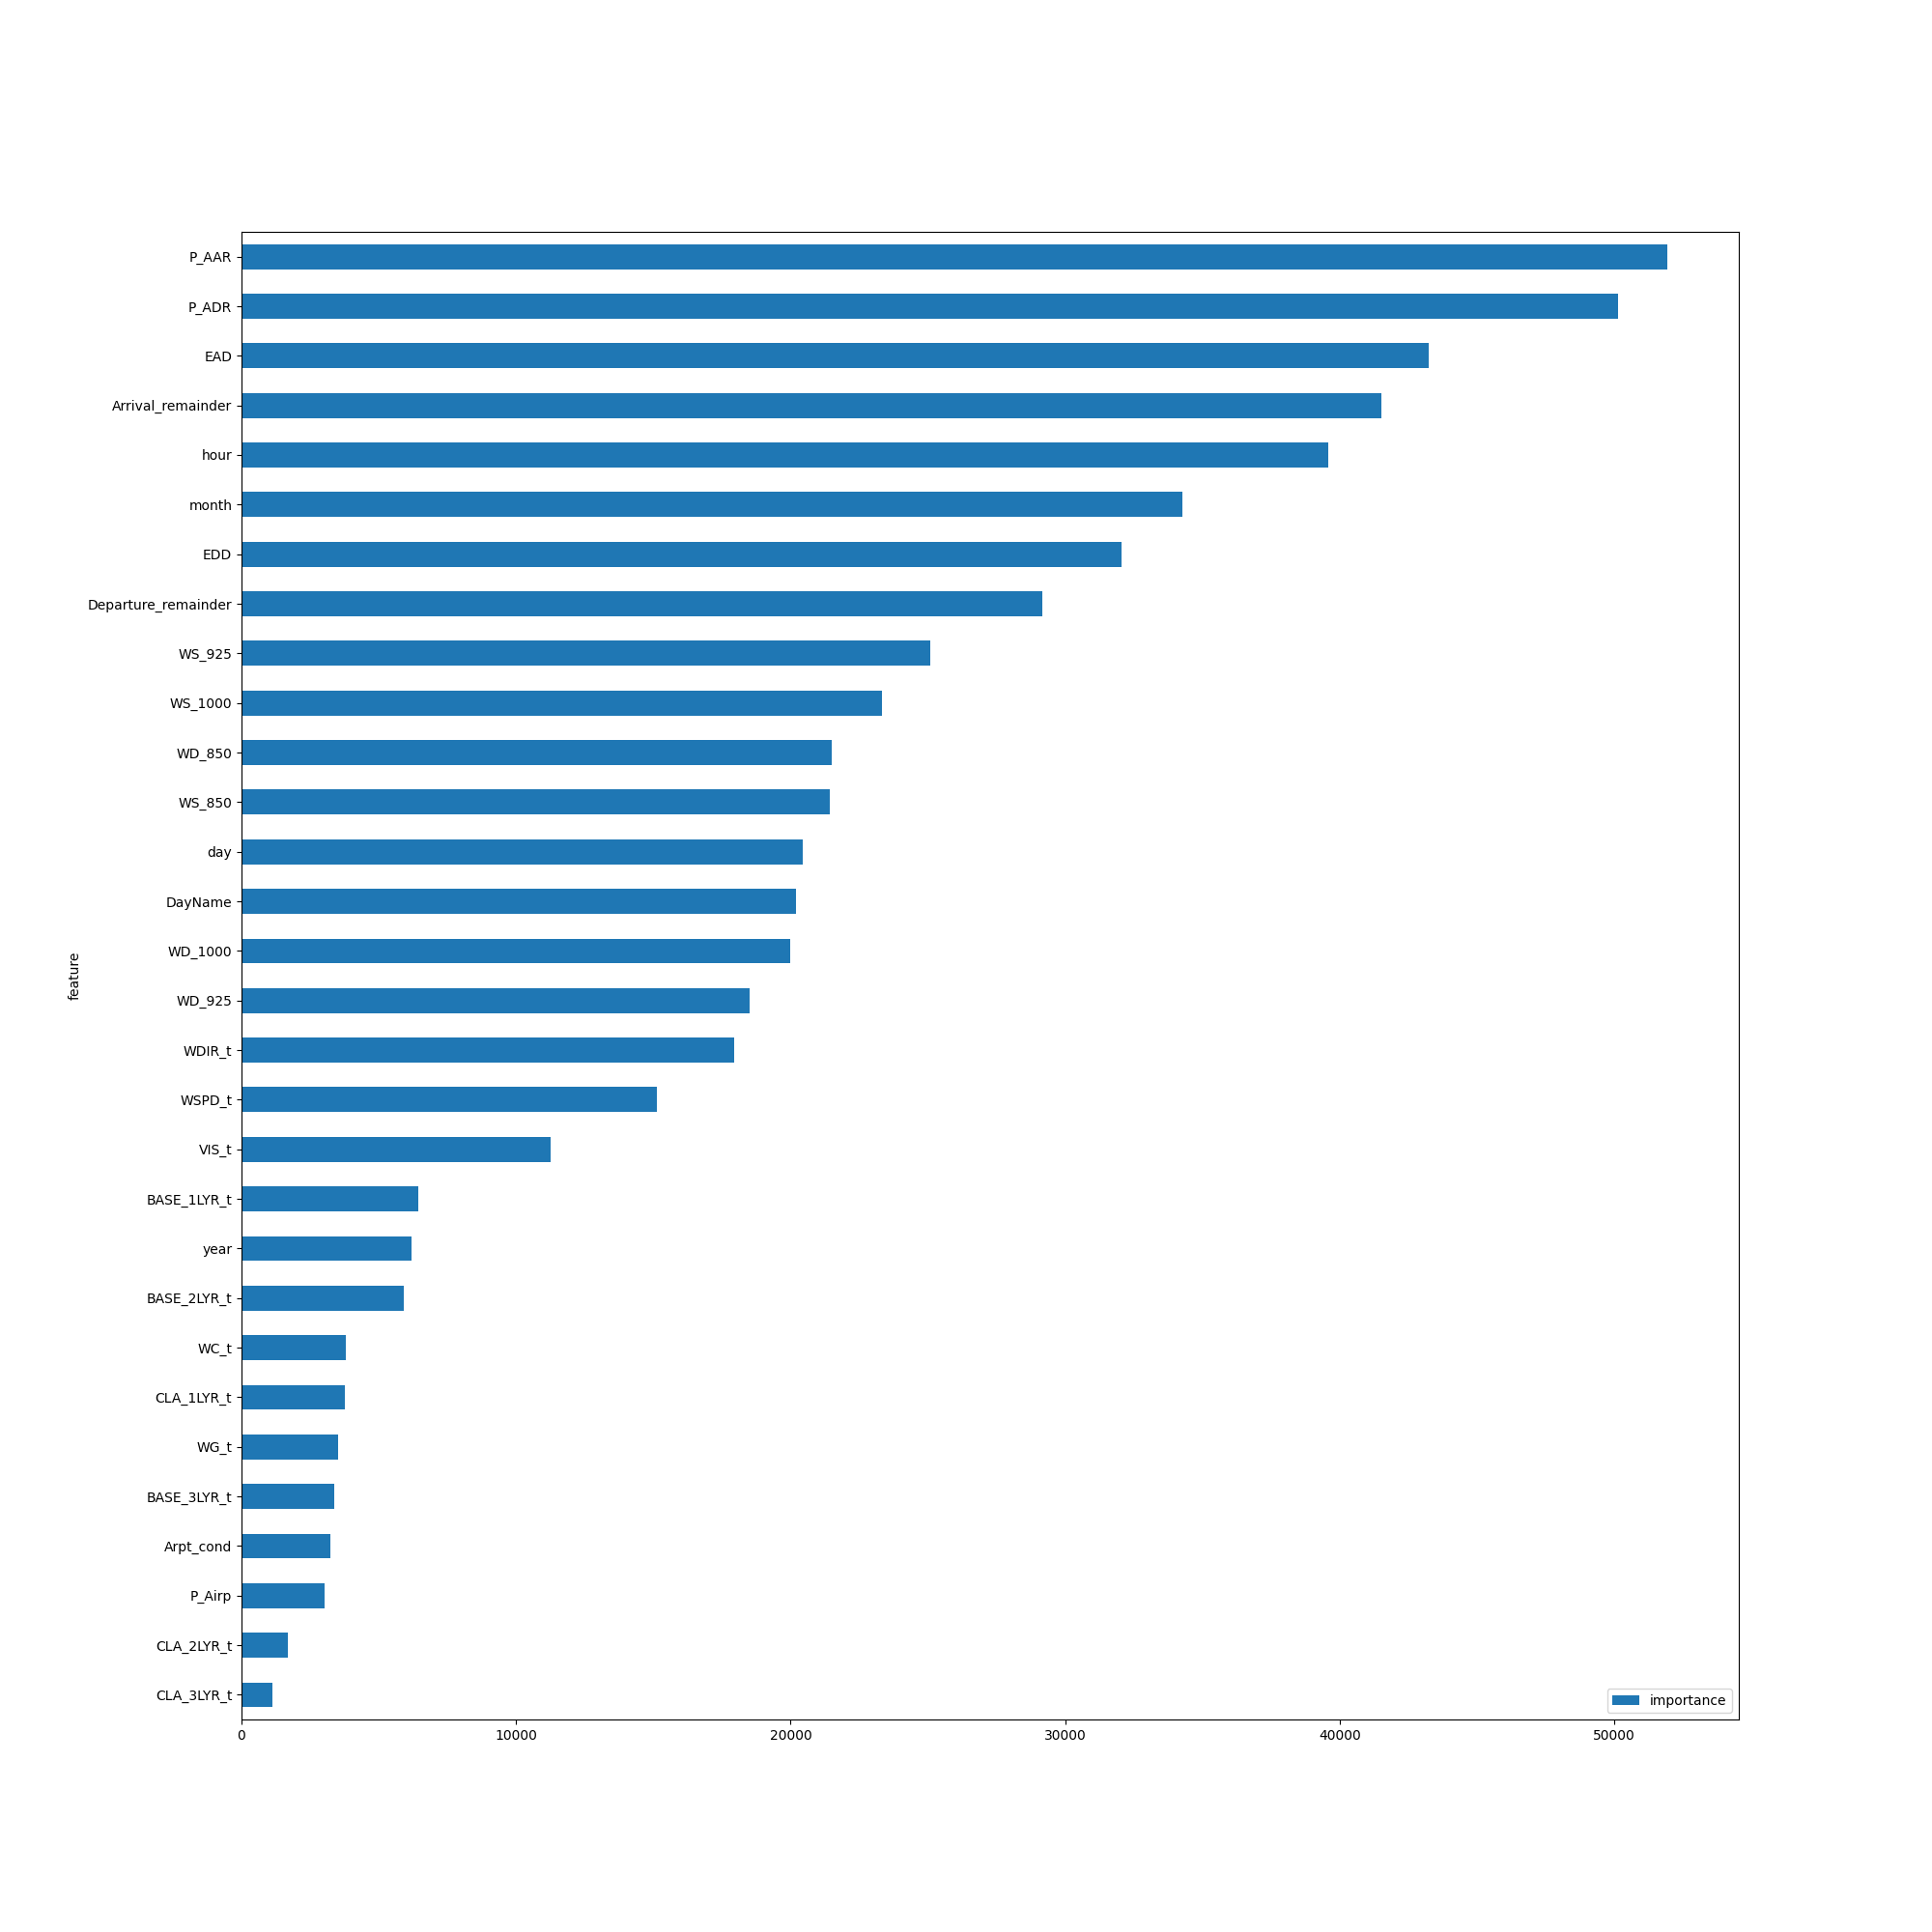 P_AAR
P_ADR
EAD
Arrival_remainder
hour
month
EDD
Departure_remainder
WS_925
WS_1000
WD_850
WS_850
day
DayName
WD_1000
WD_925
WDIR_t
WSPD_t
VIS_t
BASE_1LYR_t
year
BASE_2LYR_t
WC_t
CLA_1LYR_t
WG_t
BASE_3LYR_t
Arpt_cond
P_Airp
CLA_2LYR_t
CLA_3LYR_t
feature
importance
0 10000 20000 30000 40000 50000